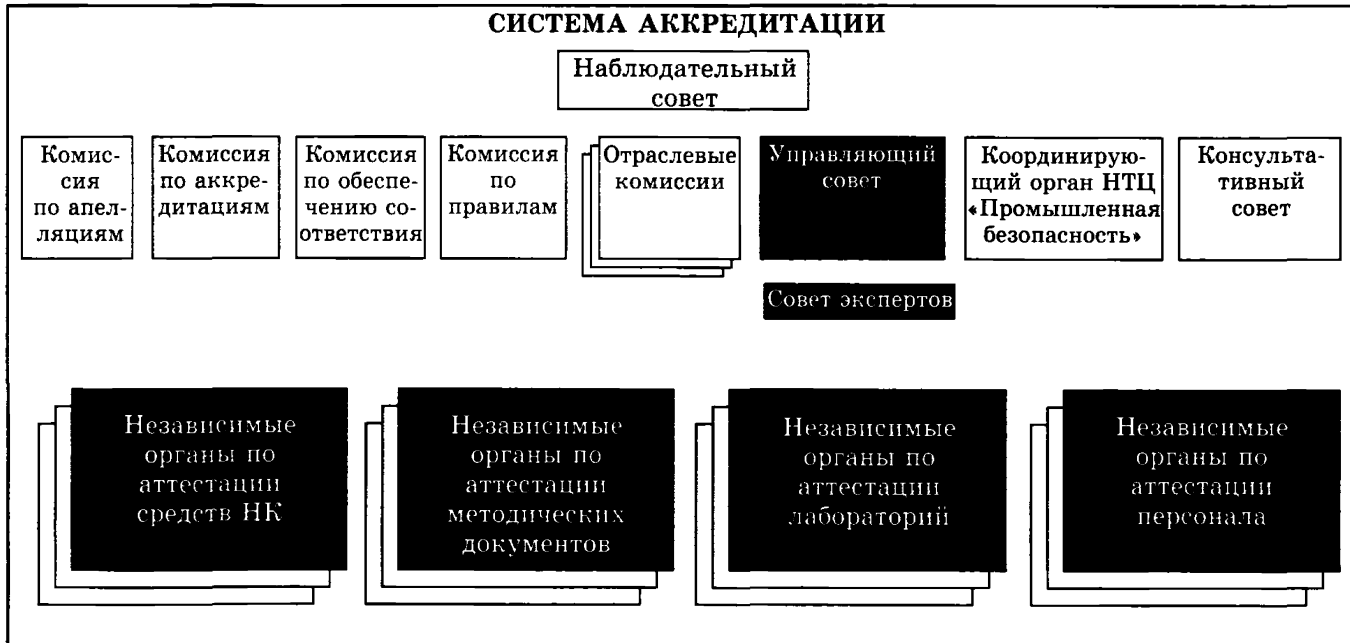 СИСТЕМА АККРЕДИТАЦИИ
Наблюдательный
совет
Комис-
сия
по апел-
ляциям
Комиссия
по аккре-
дитациям
Комиссия
по обеспе-
чению со-
ответствия
Комиссия
по
правилам
Отраслевые
комиссии
Управляющий
совет
Координирую-
щий орган НТЦ
«Промышленная
безопасность»
Консульта-
тивный
совет
Совет экспертов
Независимые
органы по
аттестации
средств НК
Независимые
органы по
аттестации
методических
документов
Независимые
органы по
аттестации
лабораторий
Независимые
органы по
аттестации
персонала